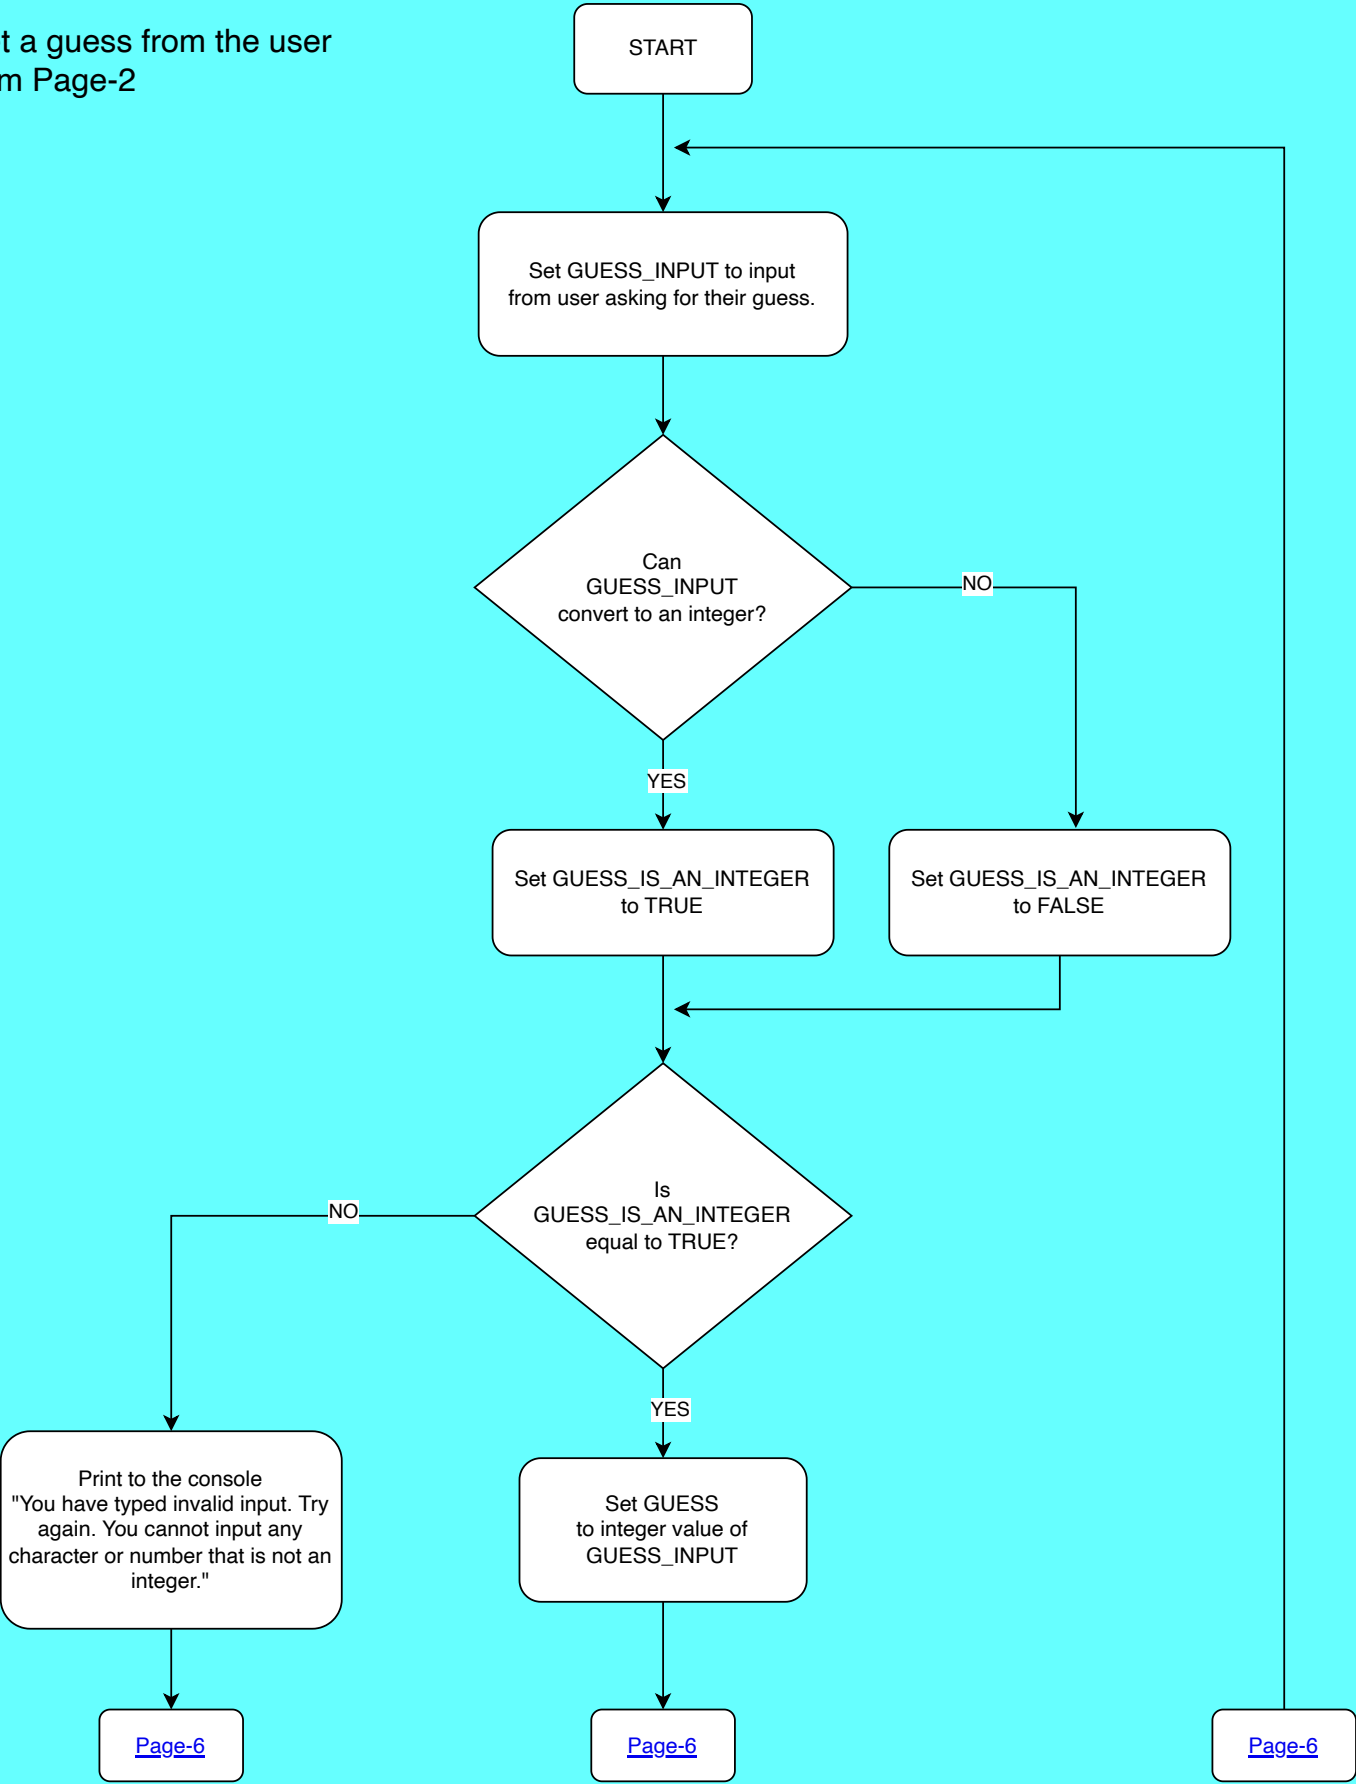 t a guess from the user
m Page-2
START
Set GUESS_INPUT to input
from user asking for their guess.
Can
GUESS_INPUT
convert to an integer?
NO
YES
Set GUESS_IS_AN_INTEGER
to TRUE
Set GUESS_IS_AN_INTEGER
to FALSE
Is
GUESS_IS_AN_INTEGER
equal to TRUE?
NO
YES
Print to the console
"You have typed invalid input. Try
again. You cannot input any
character or number that is not an
integer."
Set GUESS
to integer value of
GUESS_INPUT
Page-6
Page-6
Page-6